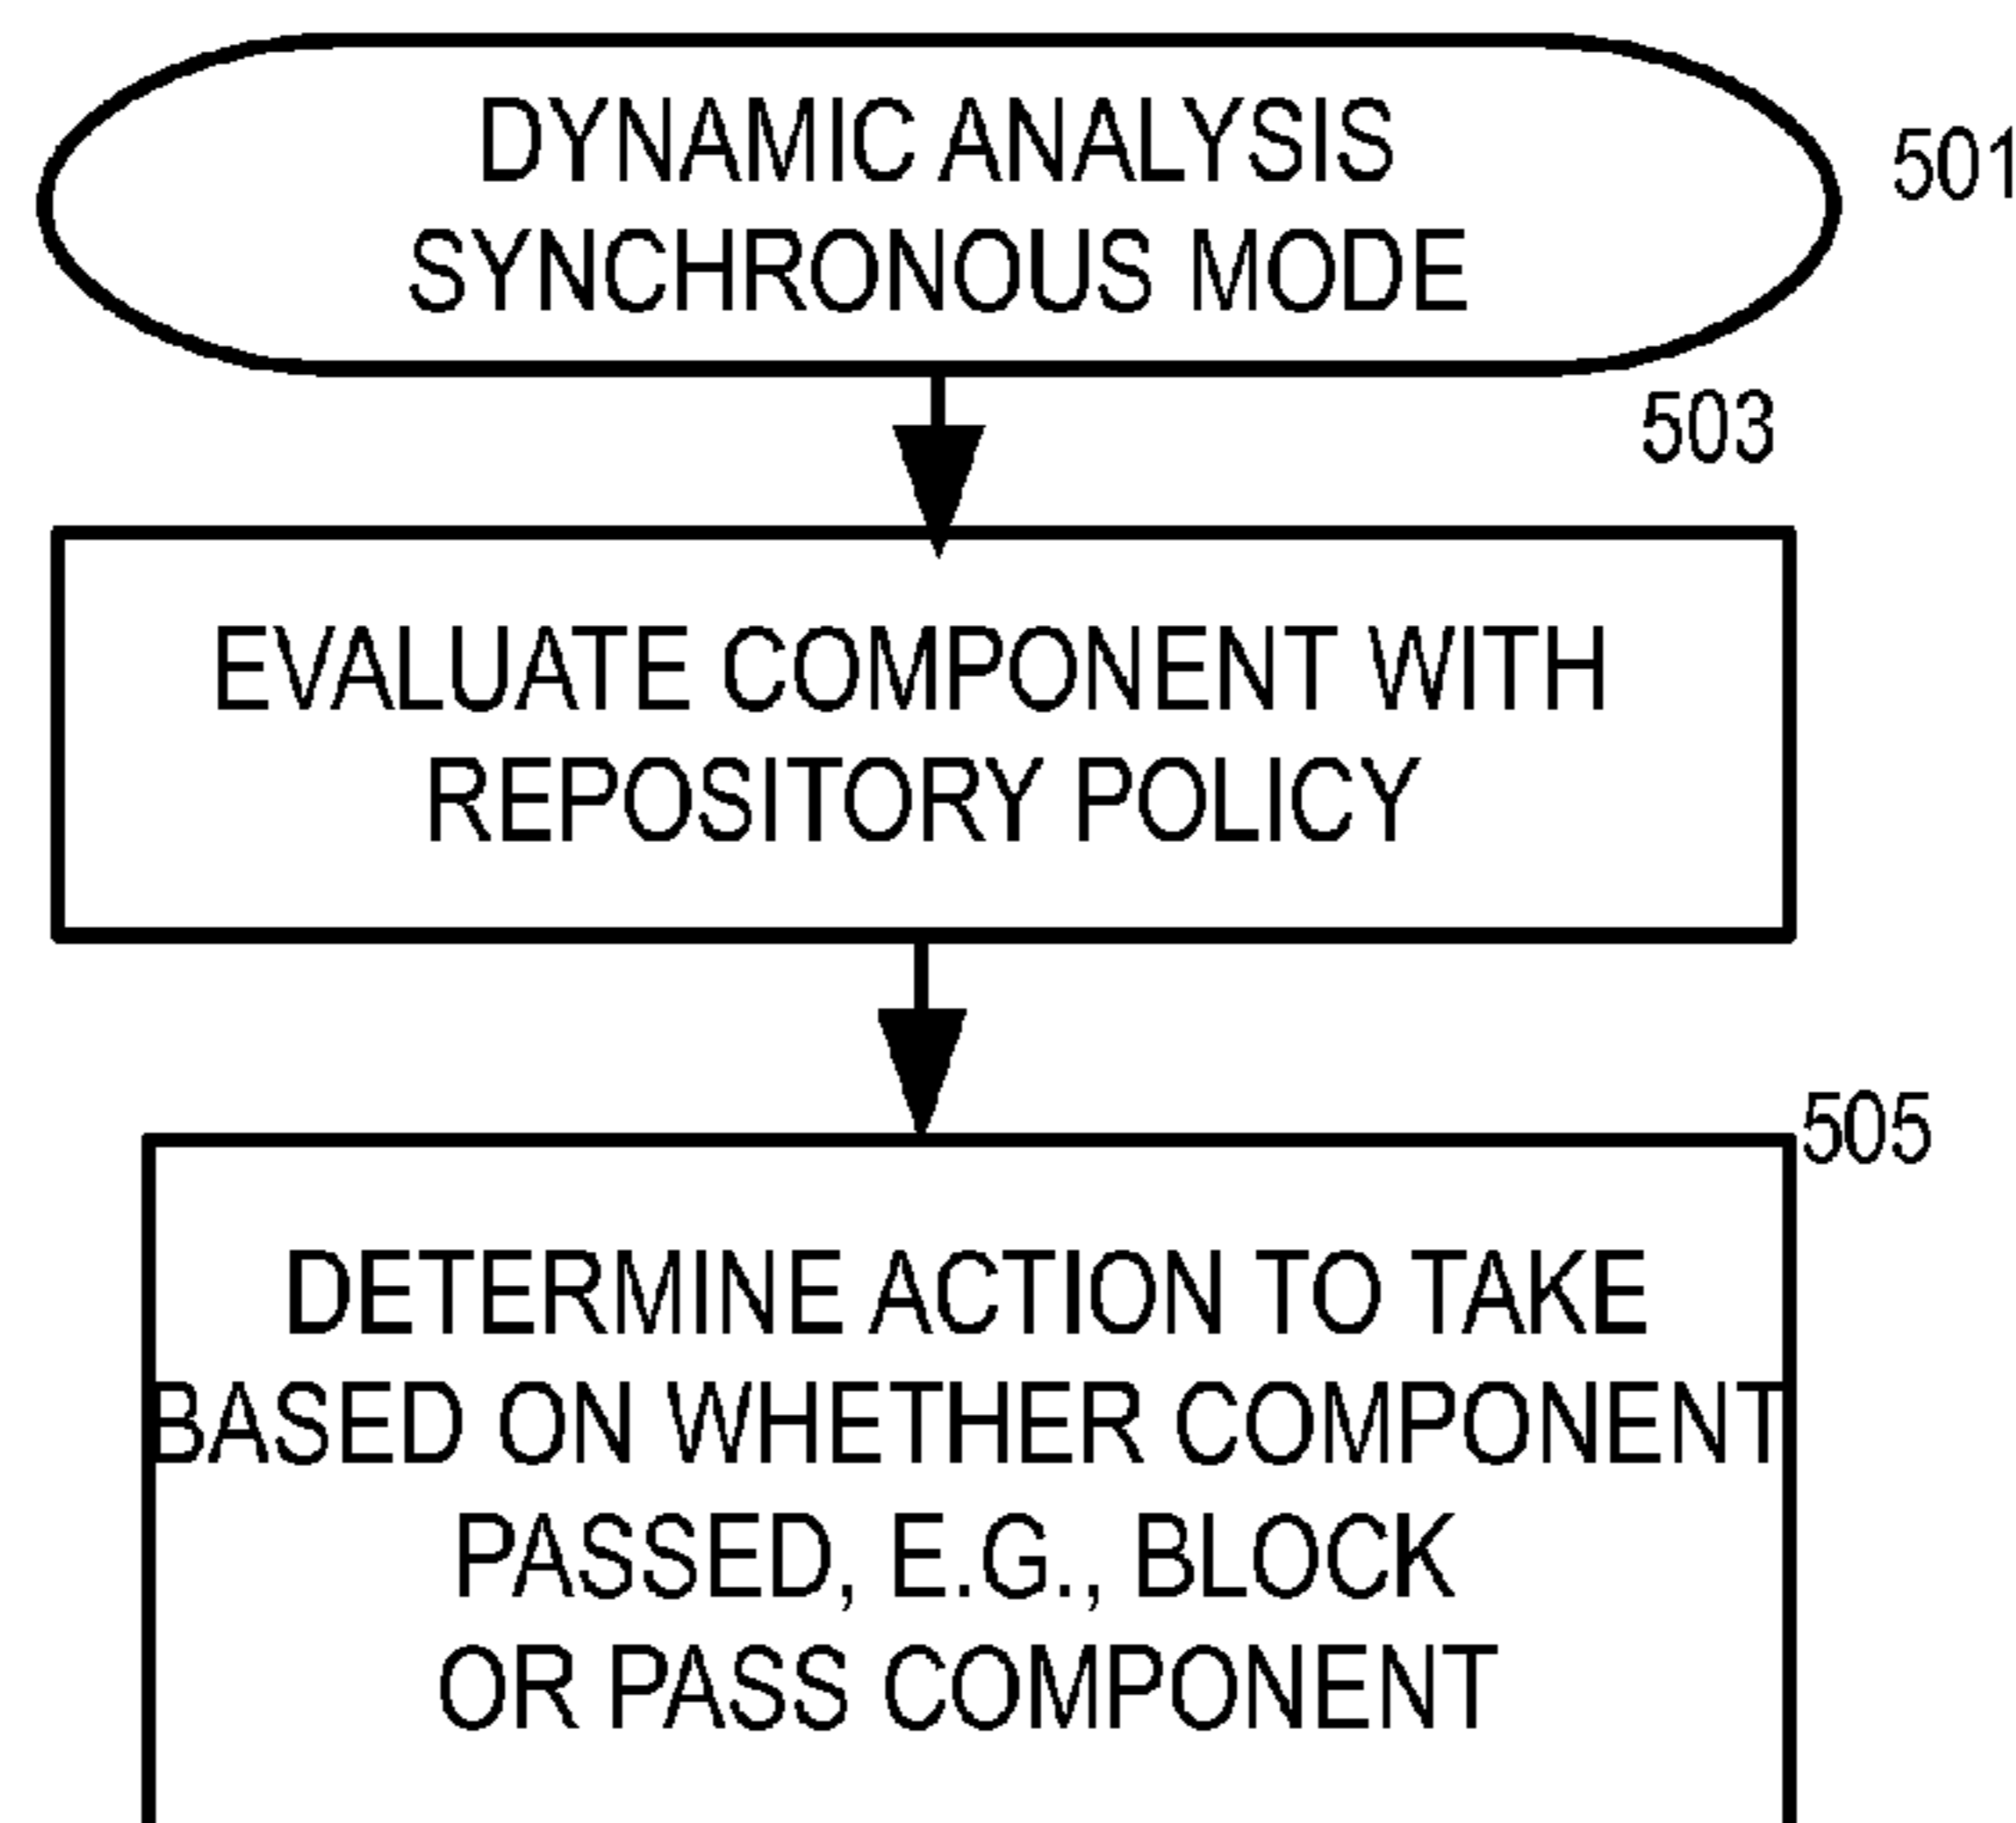 DYNAMIC ANALYSIS
501
SYNCHRONOUS MODE
503
EVALUATE COMPONENT WITH
REPOSITORY POLICY
505
DETERMINE ACTION TO TAKE
BASED ON WHETHER COMPONENT
PASSED, E.G., BLOCK
OR PASS COMPONENT